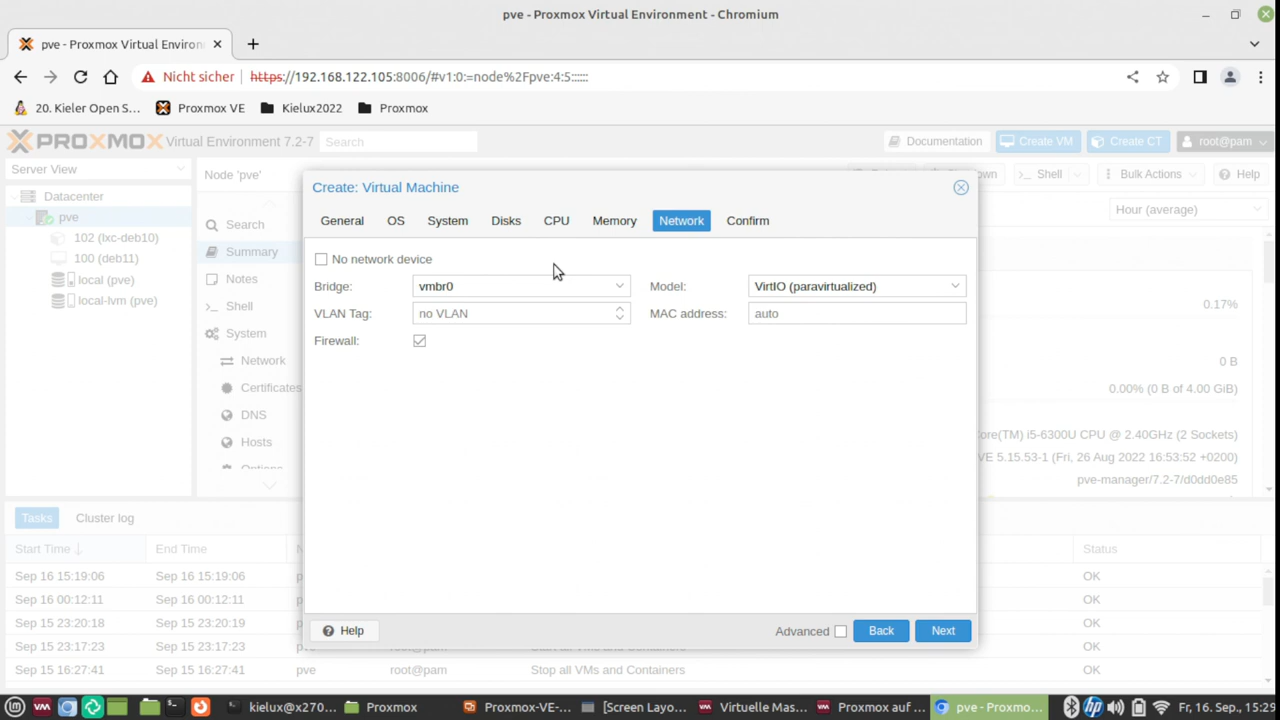 pve - Proxmox Virtual Environment - Chromium
pve - Proxmox Virtual Environ
Nicht sicher https://192.168.122.105:8006/#v1:0:=node%2Fpve:4:5::::::
20. Kieler Open S... Proxmox VE Kielux2022 Proxmox
PROXMOX Virtual Environment 7.2-7 Search Documentation Create VM Create CT root@pam
Server View Node 'pve' Shell Bulk Actions Help
Datacenter
pve
102 (lxc-deb10)
100 (deb11)
local (pve)
local-lvm (pve)
Search
Summary
Notes
Shell
System
Network
Certificates
DNS
Hosts
Options
Hour (average)
0.17%
0 B
0.00% (0 B of 4.00 GiB)
Core(TM) i5-6300U CPU @ 2.40GHz (2 Sockets)
VE 5.15.53-1 (Fri, 26 Aug 2022 16:53:52 +0200)
pve-manager/7.2-7/d0dd0e85
Create: Virtual Machine
General OS System Disks CPU Memory Network Confirm
No network device
Bridge: vmbr0 Model: VirtIO (paravirtualized)
VLAN Tag: no VLAN MAC address: auto
Firewall:
Help Advanced Back Next
Tasks Cluster log
Start Time End Time N Status
Sep 16 15:19:06 Sep 16 15:19:06 p OK
Sep 16 00:12:11 Sep 16 00:12:11 p OK
Sep 15 23:20:18 Sep 15 23:20:19 p OK
Sep 15 23:17:23 Sep 15 23:17:23 pve root@pam Start all VMs and Containers OK
Sep 15 16:27:41 Sep 15 16:27:41 pve root@pam Stop all VMs and Containers OK
kielux@x270... Proxmox Proxmox-VE-... [Screen Layo... Virtuelle Mas... Proxmox auf ... pve - Proxmo... Fr, 16. Sep., 15:29